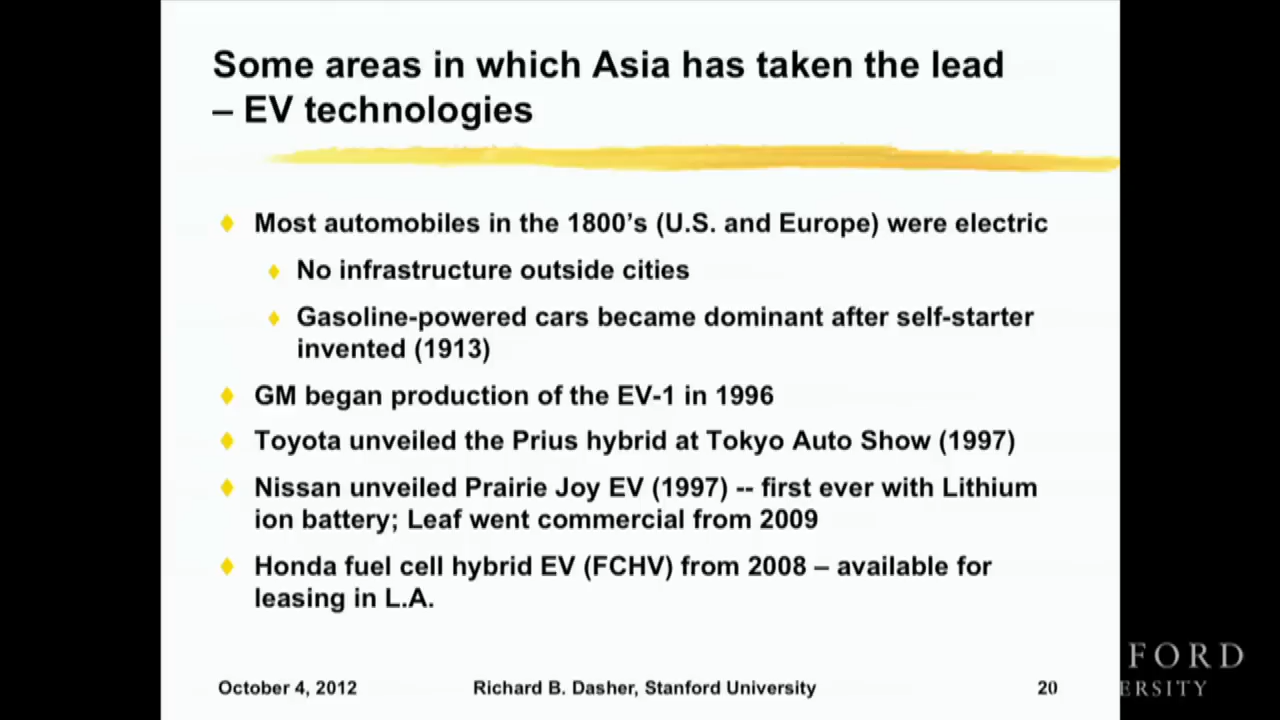 Some areas in which Asia has taken the lead
– EV technologies
Most automobiles in the 1800's (U.S. and Europe) were electric
No infrastructure outside cities
Gasoline-powered cars became dominant after self-starter
invented (1913)
GM began production of the EV-1 in 1996
Toyota unveiled the Prius hybrid at Tokyo Auto Show (1997)
Nissan unveiled Prairie Joy EV (1997) -- first ever with Lithium
ion battery; Leaf went commercial from 2009
Honda fuel cell hybrid EV (FCHV) from 2008 – available for
leasing in L.A.
October 4, 2012 Richard B. Dasher, Stanford University 20
FORD
ERSITY